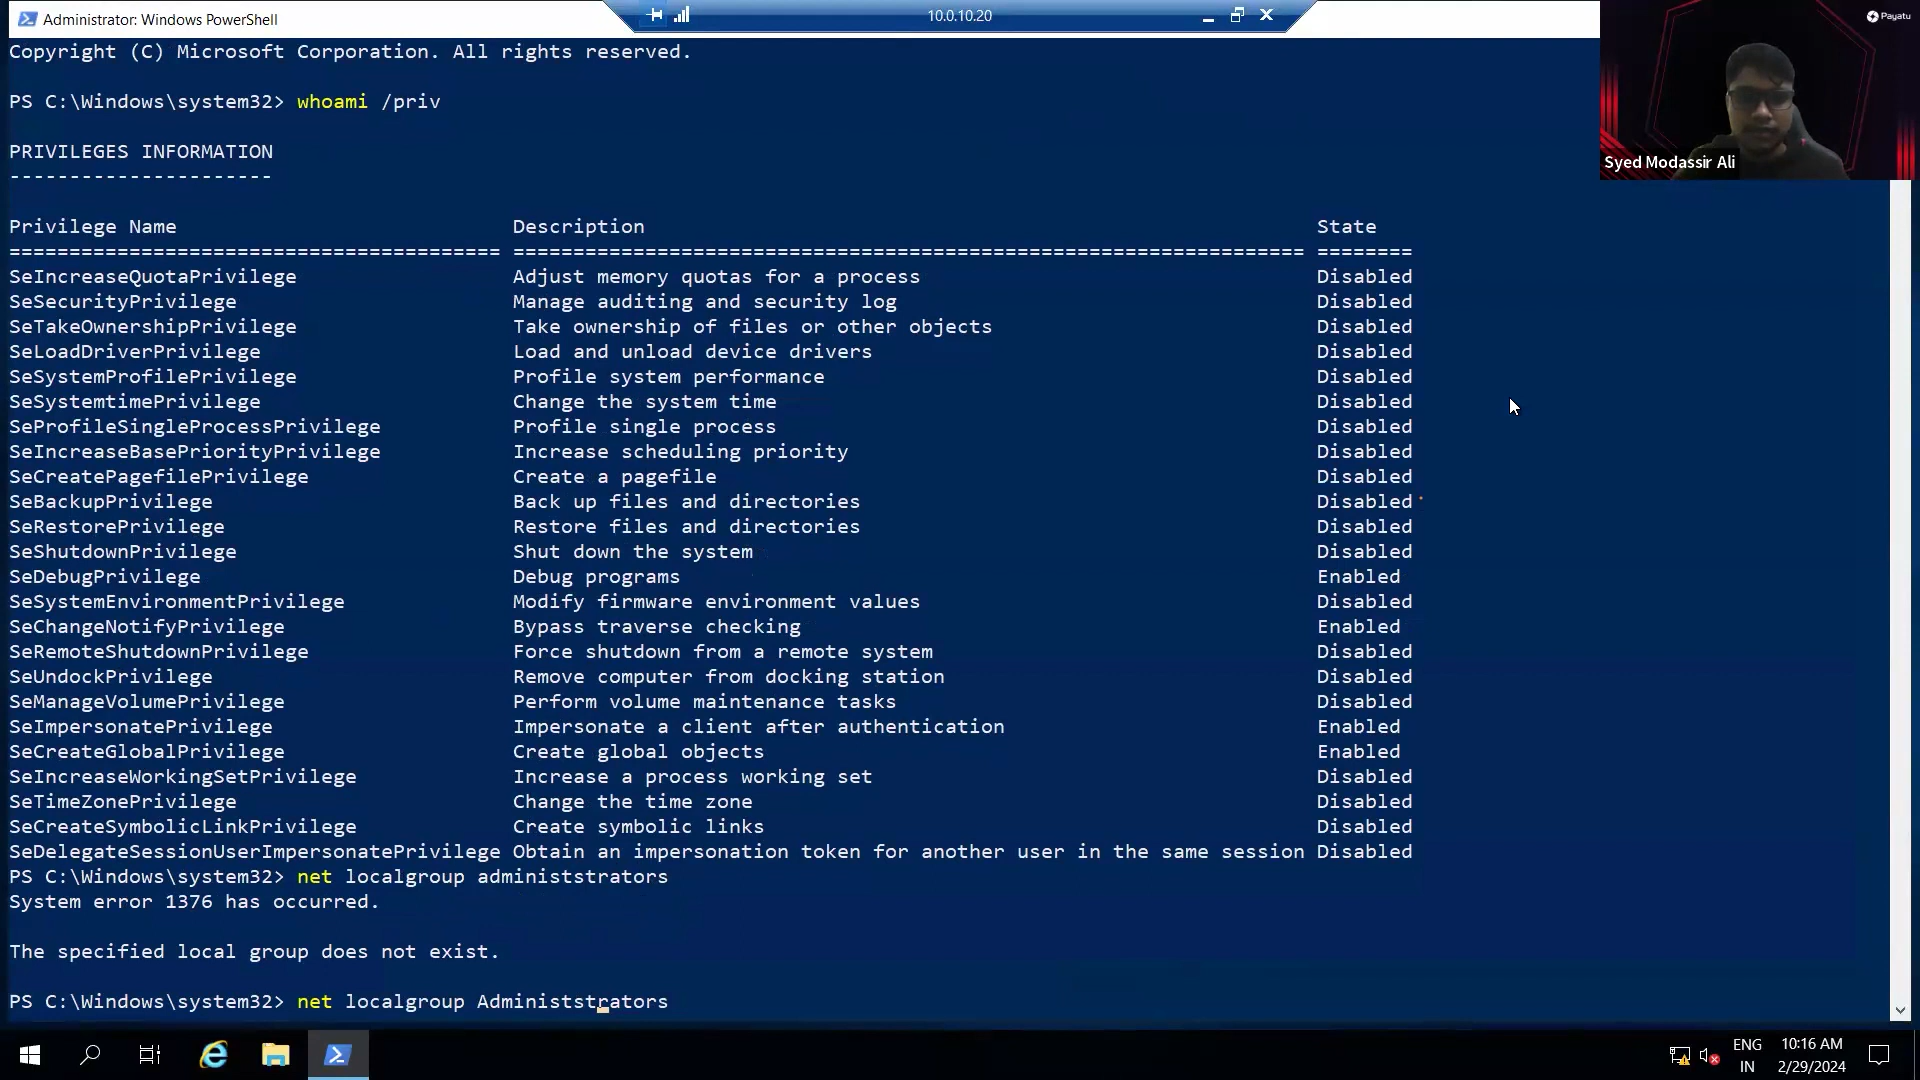 Administrator: Windows PowerShell
10.0.10.20
Payatu
Copyright (C) Microsoft Corporation. All rights reserved.
PS C:\Windows\system32> whoami /priv
Syed Modassir Ali
PRIVILEGES INFORMATION
----------------------
Privilege Name Description State
========================================= ================================================================== ========
SeIncreaseQuotaPrivilege Adjust memory quotas for a process Disabled
SeSecurityPrivilege Manage auditing and security log Disabled
SeTakeOwnershipPrivilege Take ownership of files or other objects Disabled
SeLoadDriverPrivilege Load and unload device drivers Disabled
SeSystemProfilePrivilege Profile system performance Disabled
SeSystemtimePrivilege Change the system time Disabled
SeProfileSingleProcessPrivilege Profile single process Disabled
SeIncreaseBasePriorityPrivilege Increase scheduling priority Disabled
SeCreatePagefilePrivilege Create a pagefile Disabled
SeBackupPrivilege Back up files and directories Disabled
SeRestorePrivilege Restore files and directories Disabled
SeShutdownPrivilege Shut down the system Disabled
SeDebugPrivilege Debug programs Enabled
SeSystemEnvironmentPrivilege Modify firmware environment values Disabled
SeChangeNotifyPrivilege Bypass traverse checking Enabled
SeRemoteShutdownPrivilege Force shutdown from a remote system Disabled
SeUndockPrivilege Remove computer from docking station Disabled
SeManageVolumePrivilege Perform volume maintenance tasks Disabled
SeImpersonatePrivilege Impersonate a client after authentication Enabled
SeCreateGlobalPrivilege Create global objects Enabled
SeIncreaseWorkingSetPrivilege Increase a process working set Disabled
SeTimeZonePrivilege Change the time zone Disabled
SeCreateSymbolicLinkPrivilege Create symbolic links Disabled
SeDelegateSessionUserImpersonatePrivilege Obtain an impersonation token for another user in the same session Disabled
PS C:\Windows\system32> net localgroup administstrators
System error 1376 has occurred.
The specified local group does not exist.
PS C:\Windows\system32> net localgroup Administstrators
ENG
IN
10:16 AM
2/29/2024